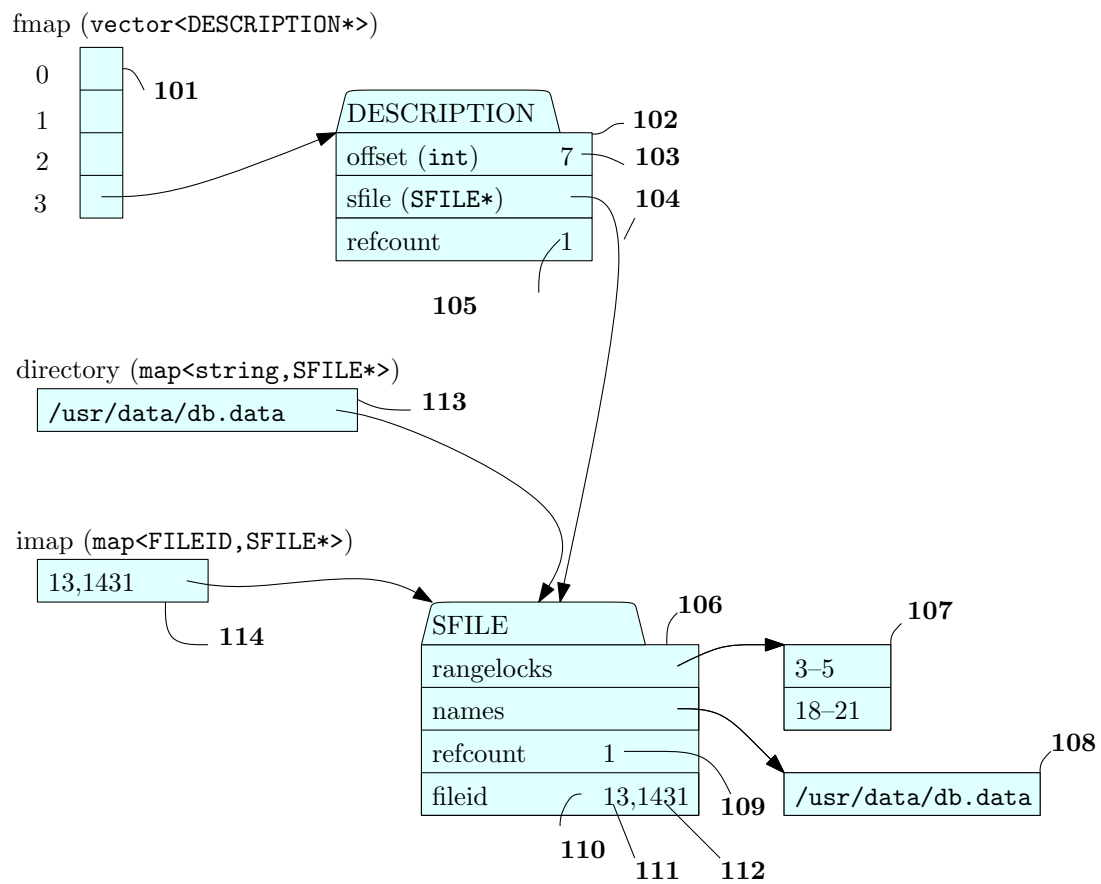 fmap (vector<DESCRIPTION*>)
0
101
1
2
3
DESCRIPTION
102
offset (int) 7
103
sfile (SFILE*)
104
refcount 1
105
directory (map<string,SFILE*>)
/usr/data/db.data
113
imap (map<FILEID,SFILE*>)
13,1431
114
SFILE
106
107
rangelocks
3–5
names
18–21
refcount 1
108
fileid 13,1431
109
/usr/data/db.data
110
111
112